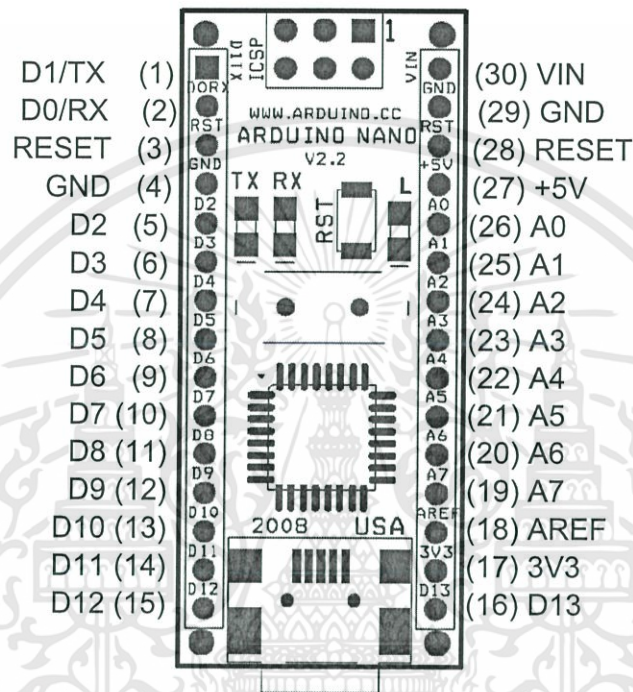 D1/TX (1)
D0/RX (2)
RESET (3)
GND (4)
D2 (5)
D3 (6)
D4 (7)
D5 (8)
D6 (9)
D7 (10)
D8 (11)
D9 (12)
D10 (13)
D11 (14)
D12 (15)
D1TX
ICSP
1
VIN
D0RX
WWW.ARDUINO.CC
GND
RST
ARDUINO NANO
RST
GND
V2.2
+5V
TX RX
RST
L
D2
D3
D4
D5
D6
D7
D8
D9
D10
D11
D12
A0
A1
A2
A3
A4
A5
A6
A7
AREF
3V3
D13
2008 USA
(30) VIN
(29) GND
(28) RESET
(27) +5V
(26) A0
(25) A1
(24) A2
(23) A3
(22) A4
(21) A5
(20) A6
(19) A7
(18) AREF
(17) 3V3
(16) D13